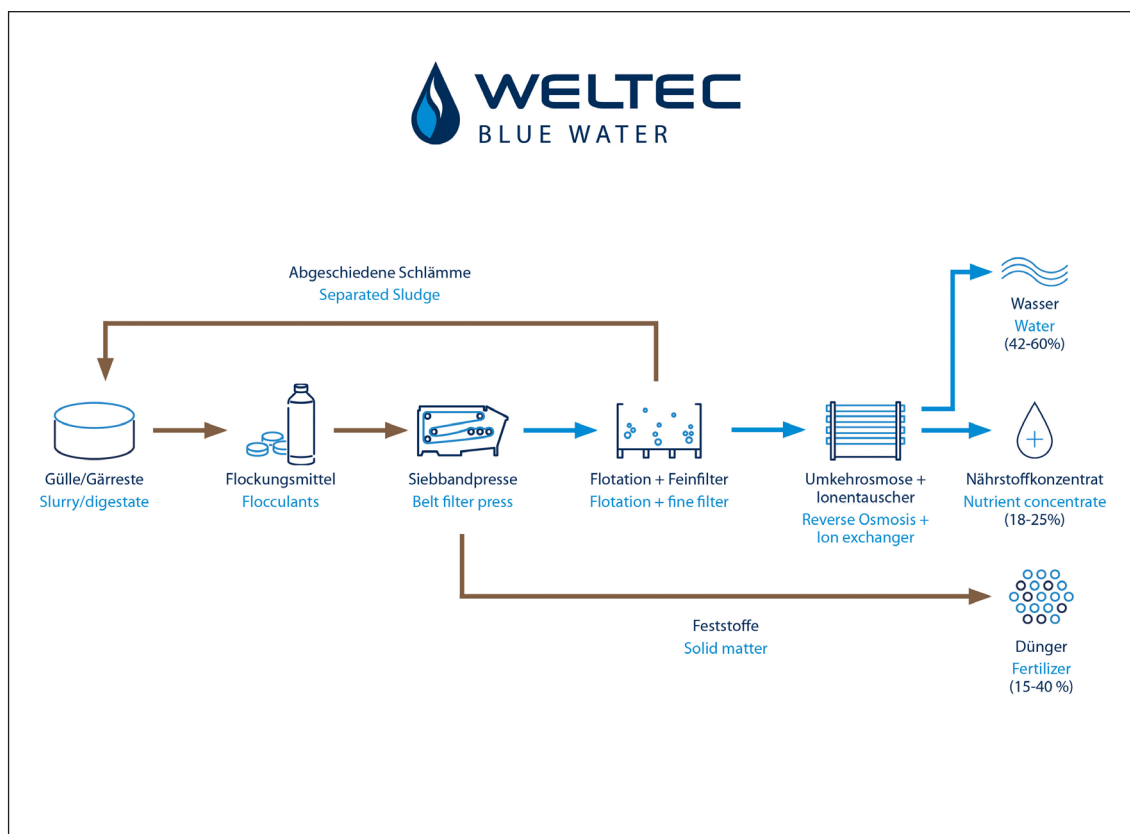 WELTEC
BLUE WATER
Abgeschiedene Schlämme
Separated Sludge
Wasser
Water
(42-60%)
Gülle/Gärreste
Slurry/digestate
Flockungsmittel
Flocculants
Siebbandpresse
Belt filter press
Flotation + Feinfilter
Flotation + fine filter
Umkehrosmose +
Ionentauscher
Reverse Osmosis +
Ion exchanger
Nährstoffkonzentrat
Nutrient concentrate
(18-25%)
Feststoffe
Solid matter
Dünger
Fertilizer
(15-40 %)